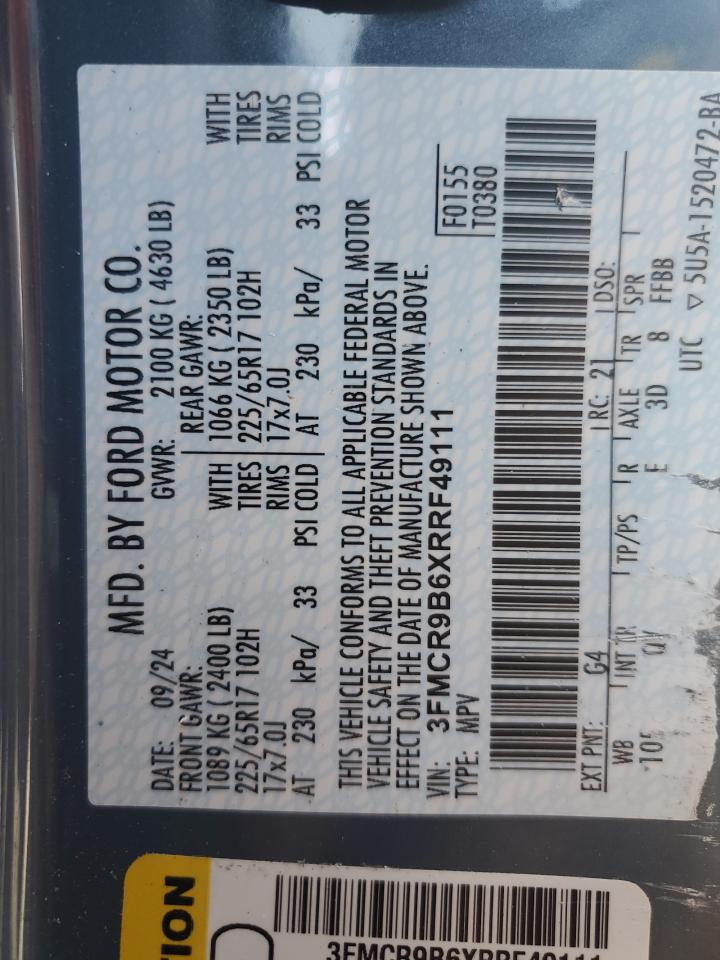 MFD. BY FORD MOTOR CO.
DATE: 09/24 GVWR: 2100 KG ( 4630 LB)
FRONT GAWR: REAR GAWR:
1089 KG ( 2400 LB) WITH 1066 KG ( 2350 LB) WITH
225/65R17 102H TIRES 225/65R17 102H TIRES
17x7.0J RIMS 17x7.0J RIMS
AT 230 kPa/ 33 PSI COLD AT 230 kPa/ 33 PSI COLD
THIS VEHICLE CONFORMS TO ALL APPLICABLE FEDERAL MOTOR
VEHICLE SAFETY AND THEFT PREVENTION STANDARDS IN
EFFECT ON THE DATE OF MANUFACTURE SHOWN ABOVE.
VIN: 3FMCR9B6XRRF49111 F0155
TYPE: MPV T0380
EXT PNT: G4 RC: 21 DSO:
WB INT TR TP/PS R AXLE TR SPR
105 E 3D 8 FFBB
UTC ▽ 5U5A-1520472-BA
TION
3FMCR9B6XRRF49111